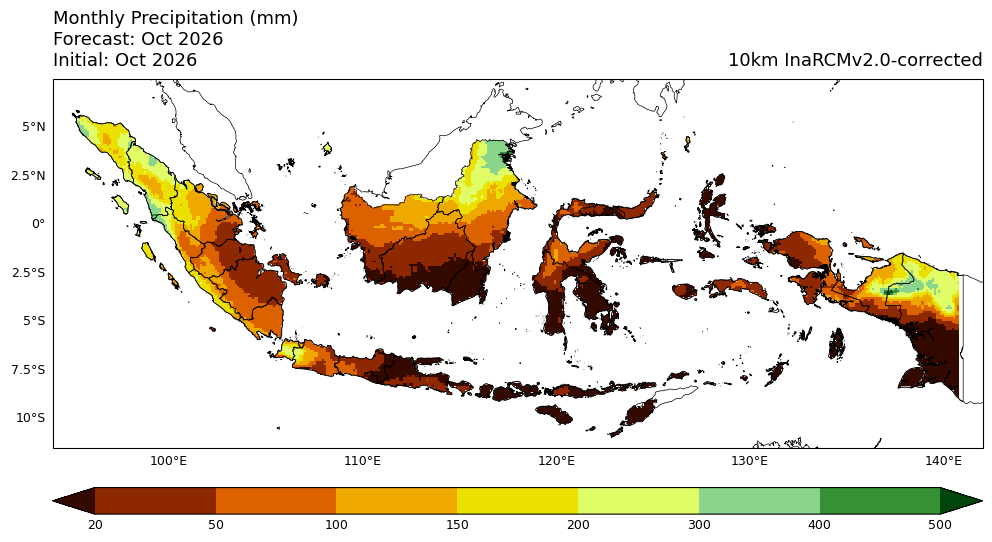 Monthly Precipitation (mm)
Forecast: Oct 2026
Initial: Oct 2026
10km InaRCMv2.0-corrected
5°N
2.5°N
0°
2.5°S
5°S
7.5°S
10°S
100°E 110°E 120°E 130°E 140°E
20 50 100 150 200 300 400 500